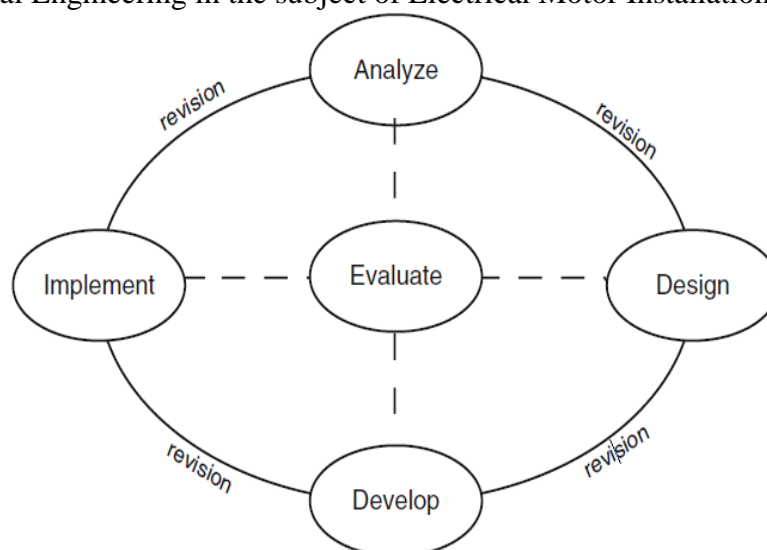 al Engineering in the subject of Electrical Motor Installation
Analyze
revision
revision
Implement
Evaluate
Design
revision
revision
Develop